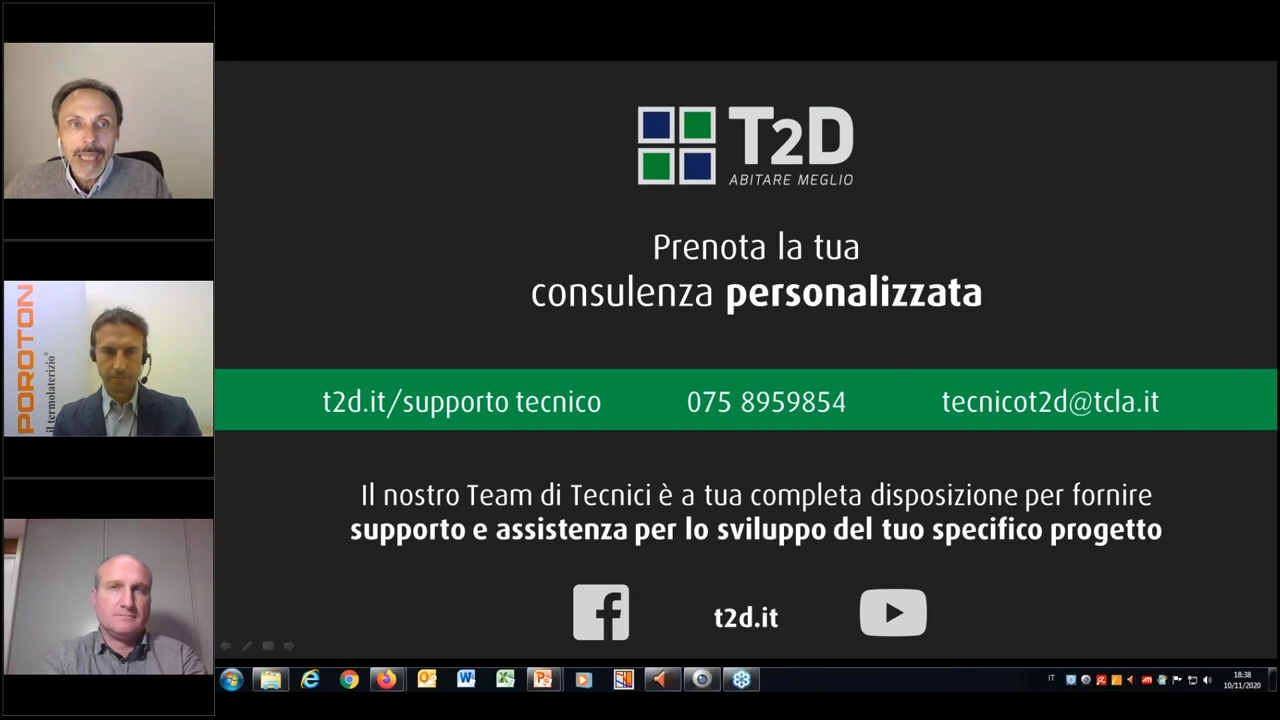 T2D
ABITARE MEGLIO
Prenota la tua
consulenza personalizzata
t2d.it/supporto tecnico
075 8959854
tecnicot2d@tcla.it
Il nostro Team di Tecnici è a tua completa disposizione per fornire
supporto e assistenza per lo sviluppo del tuo specifico progetto
t2d.it
POROTON
il termolaterizio®
IT
18:38
10/11/2020